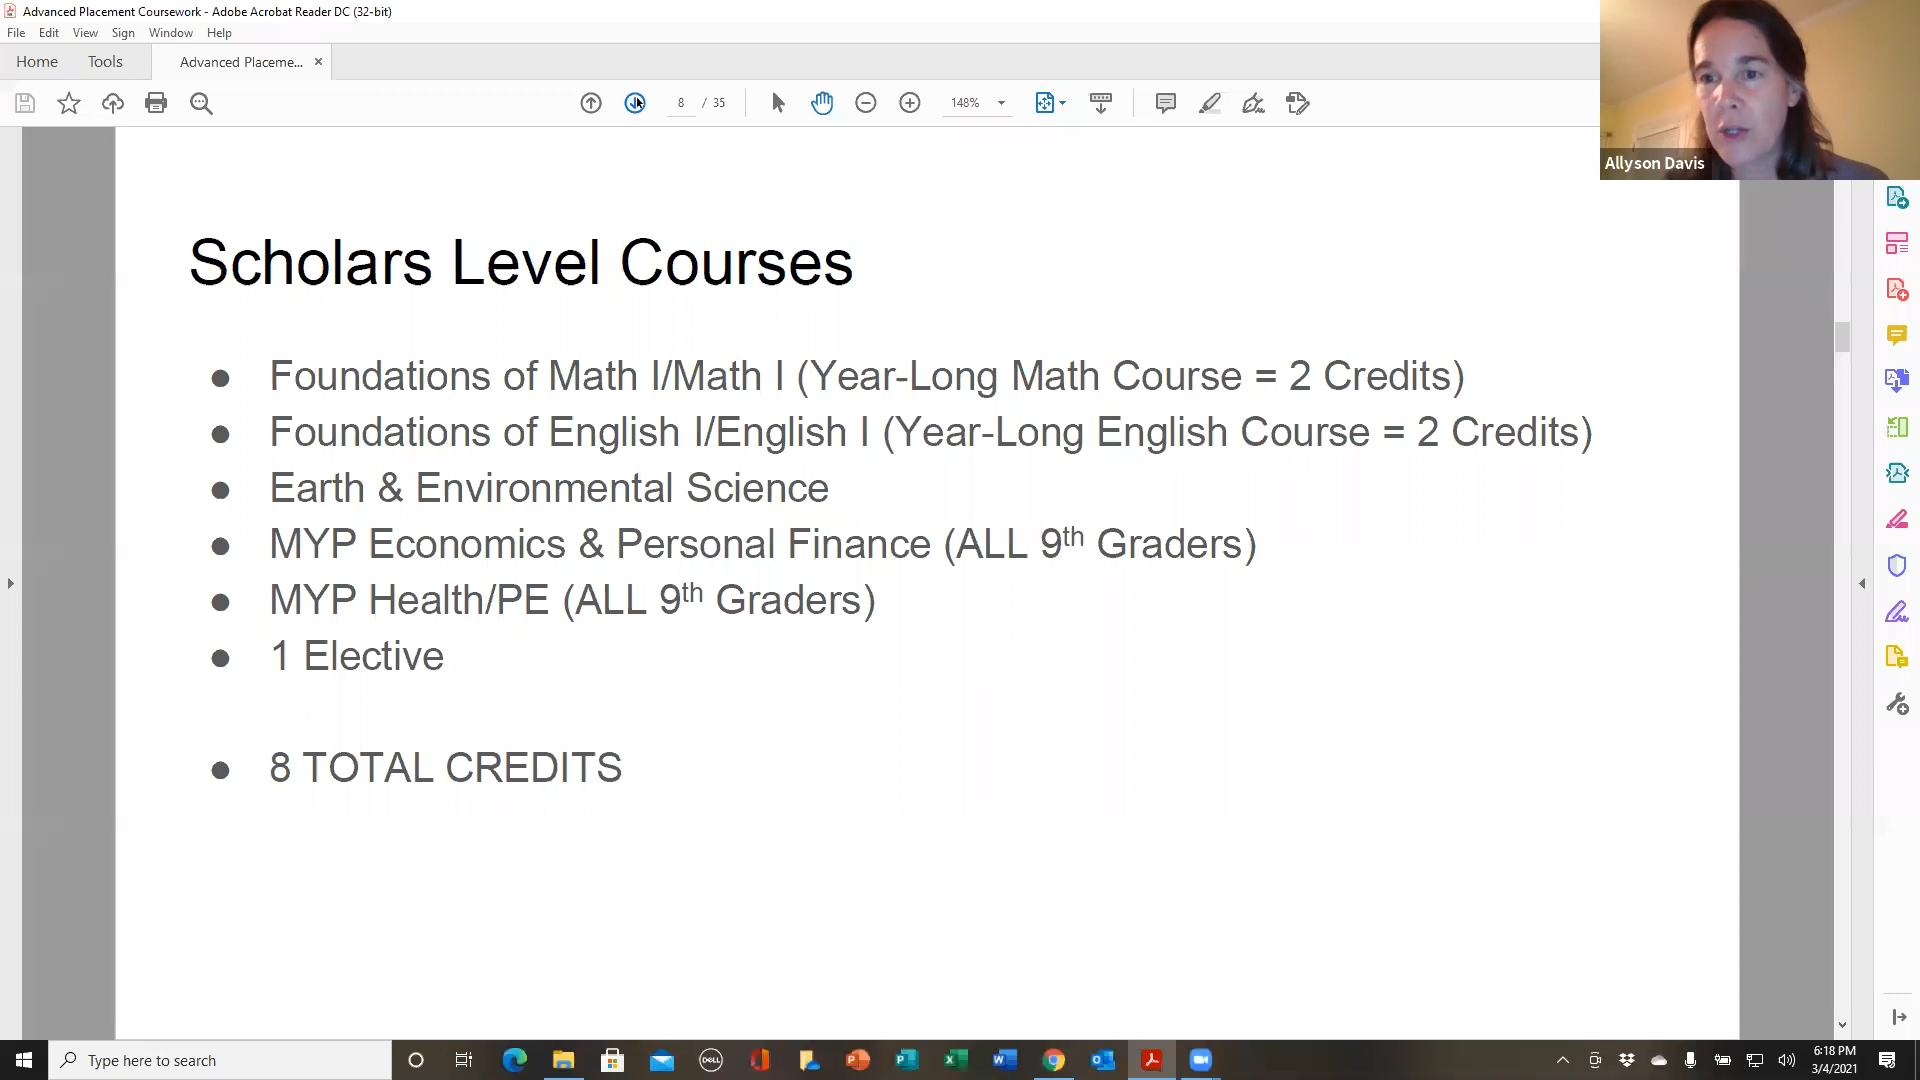 Advanced Placement Coursework - Adobe Acrobat Reader DC (32-bit)
File Edit View Sign Window Help
Home Tools Advanced Placeme... ×
8 / 35 148%
Allyson Davis
Scholars Level Courses
● Foundations of Math I/Math I (Year-Long Math Course = 2 Credits)
● Foundations of English I/English I (Year-Long English Course = 2 Credits)
● Earth & Environmental Science
● MYP Economics & Personal Finance (ALL 9th Graders)
● MYP Health/PE (ALL 9th Graders)
● 1 Elective
● 8 TOTAL CREDITS
Type here to search
DELL
6:18 PM
3/4/2021